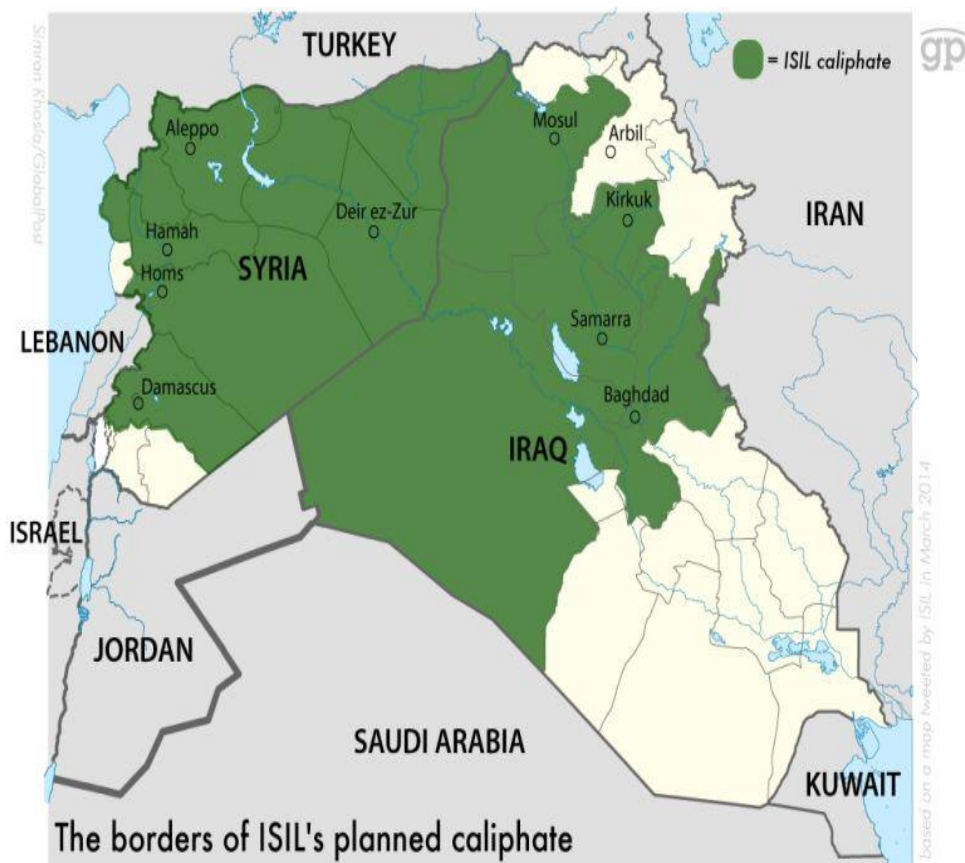 TURKEY
= ISIL caliphate
gp
Simran Khosla/GlobalPost
Aleppo
Mosul
Arbil
Deir ez-Zur
Kirkuk
IRAN
Hamah
SYRIA
Homs
Samarra
LEBANON
Damascus
Baghdad
IRAQ
ISRAEL
JORDAN
SAUDI ARABIA
KUWAIT
based on a map tweeted by ISIL in March 2014
The borders of ISIL's planned caliphate